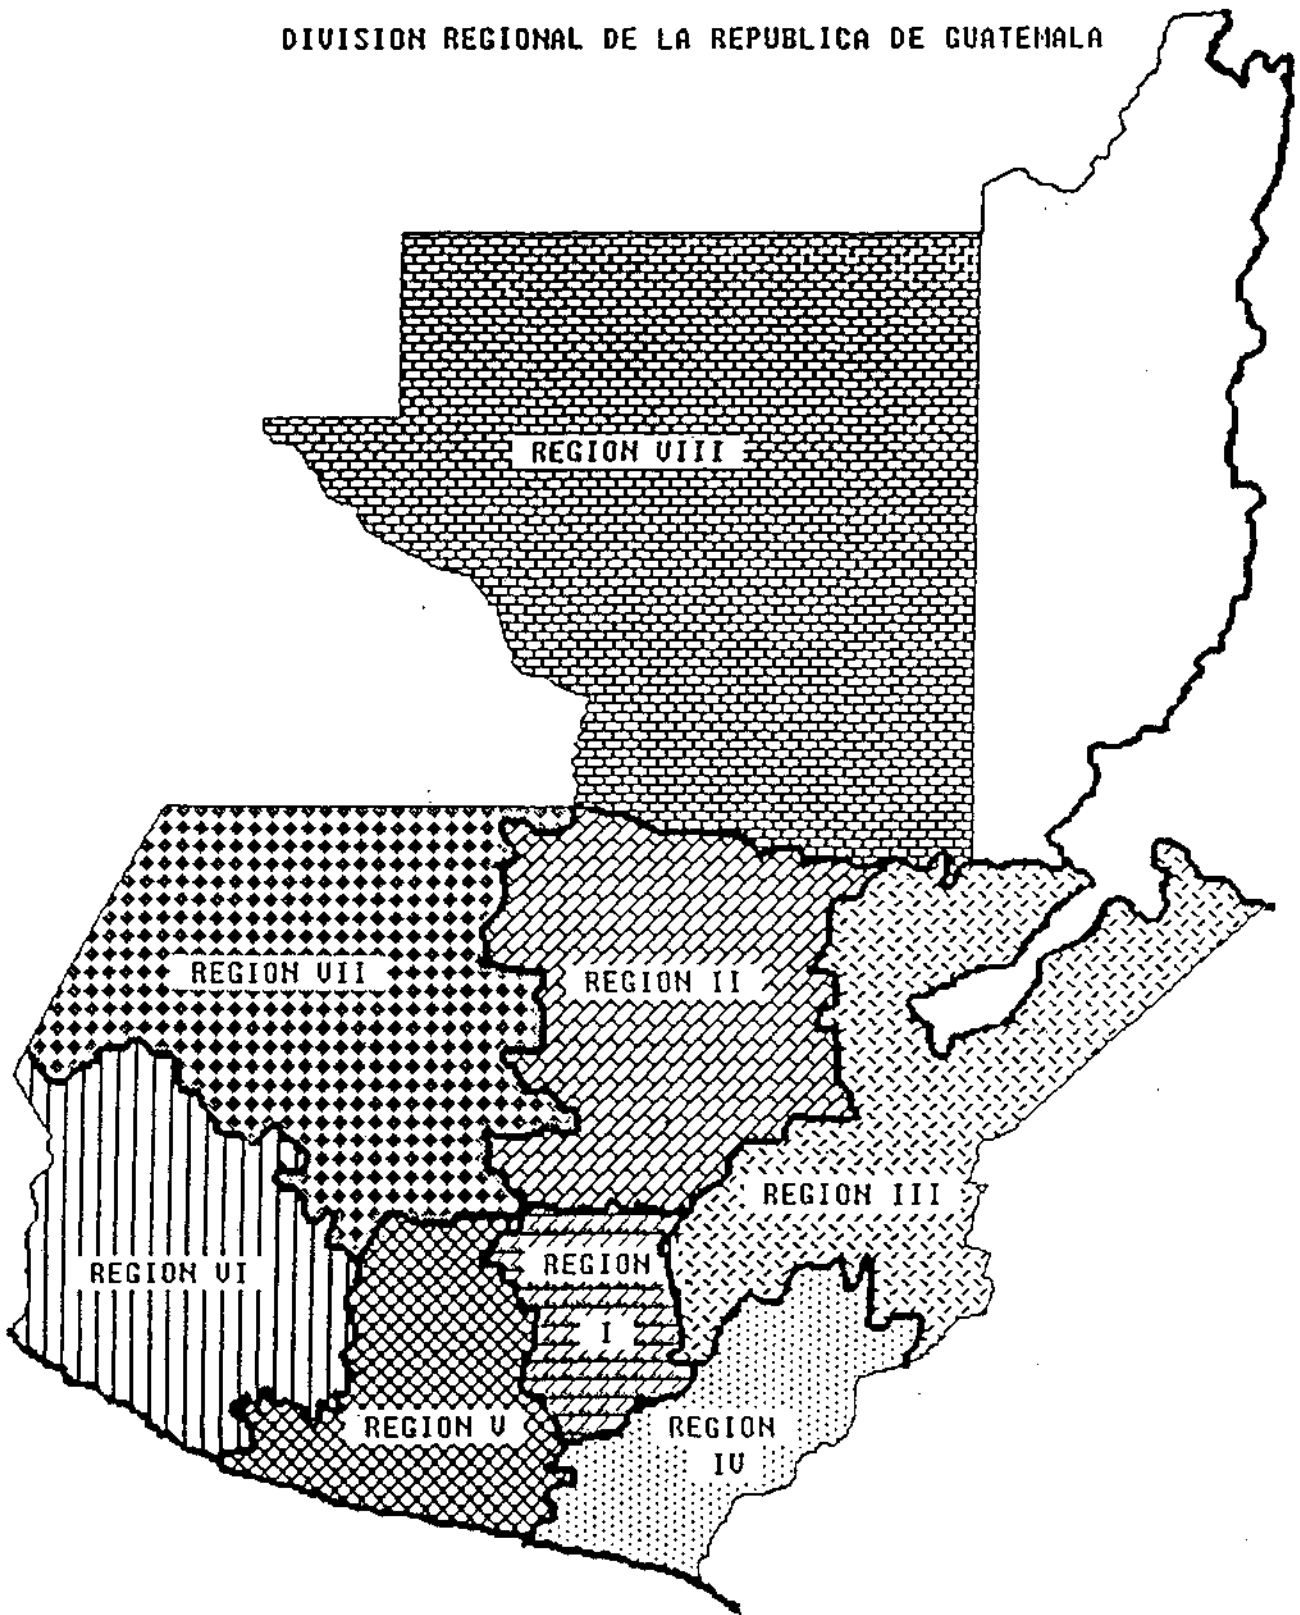 DIVISION REGIONAL DE LA REPUBLICA DE GUATEMALA
REGION VIII
REGION VII
REGION II
REGION III
REGION VI
REGION
I
REGION V
REGION
IV